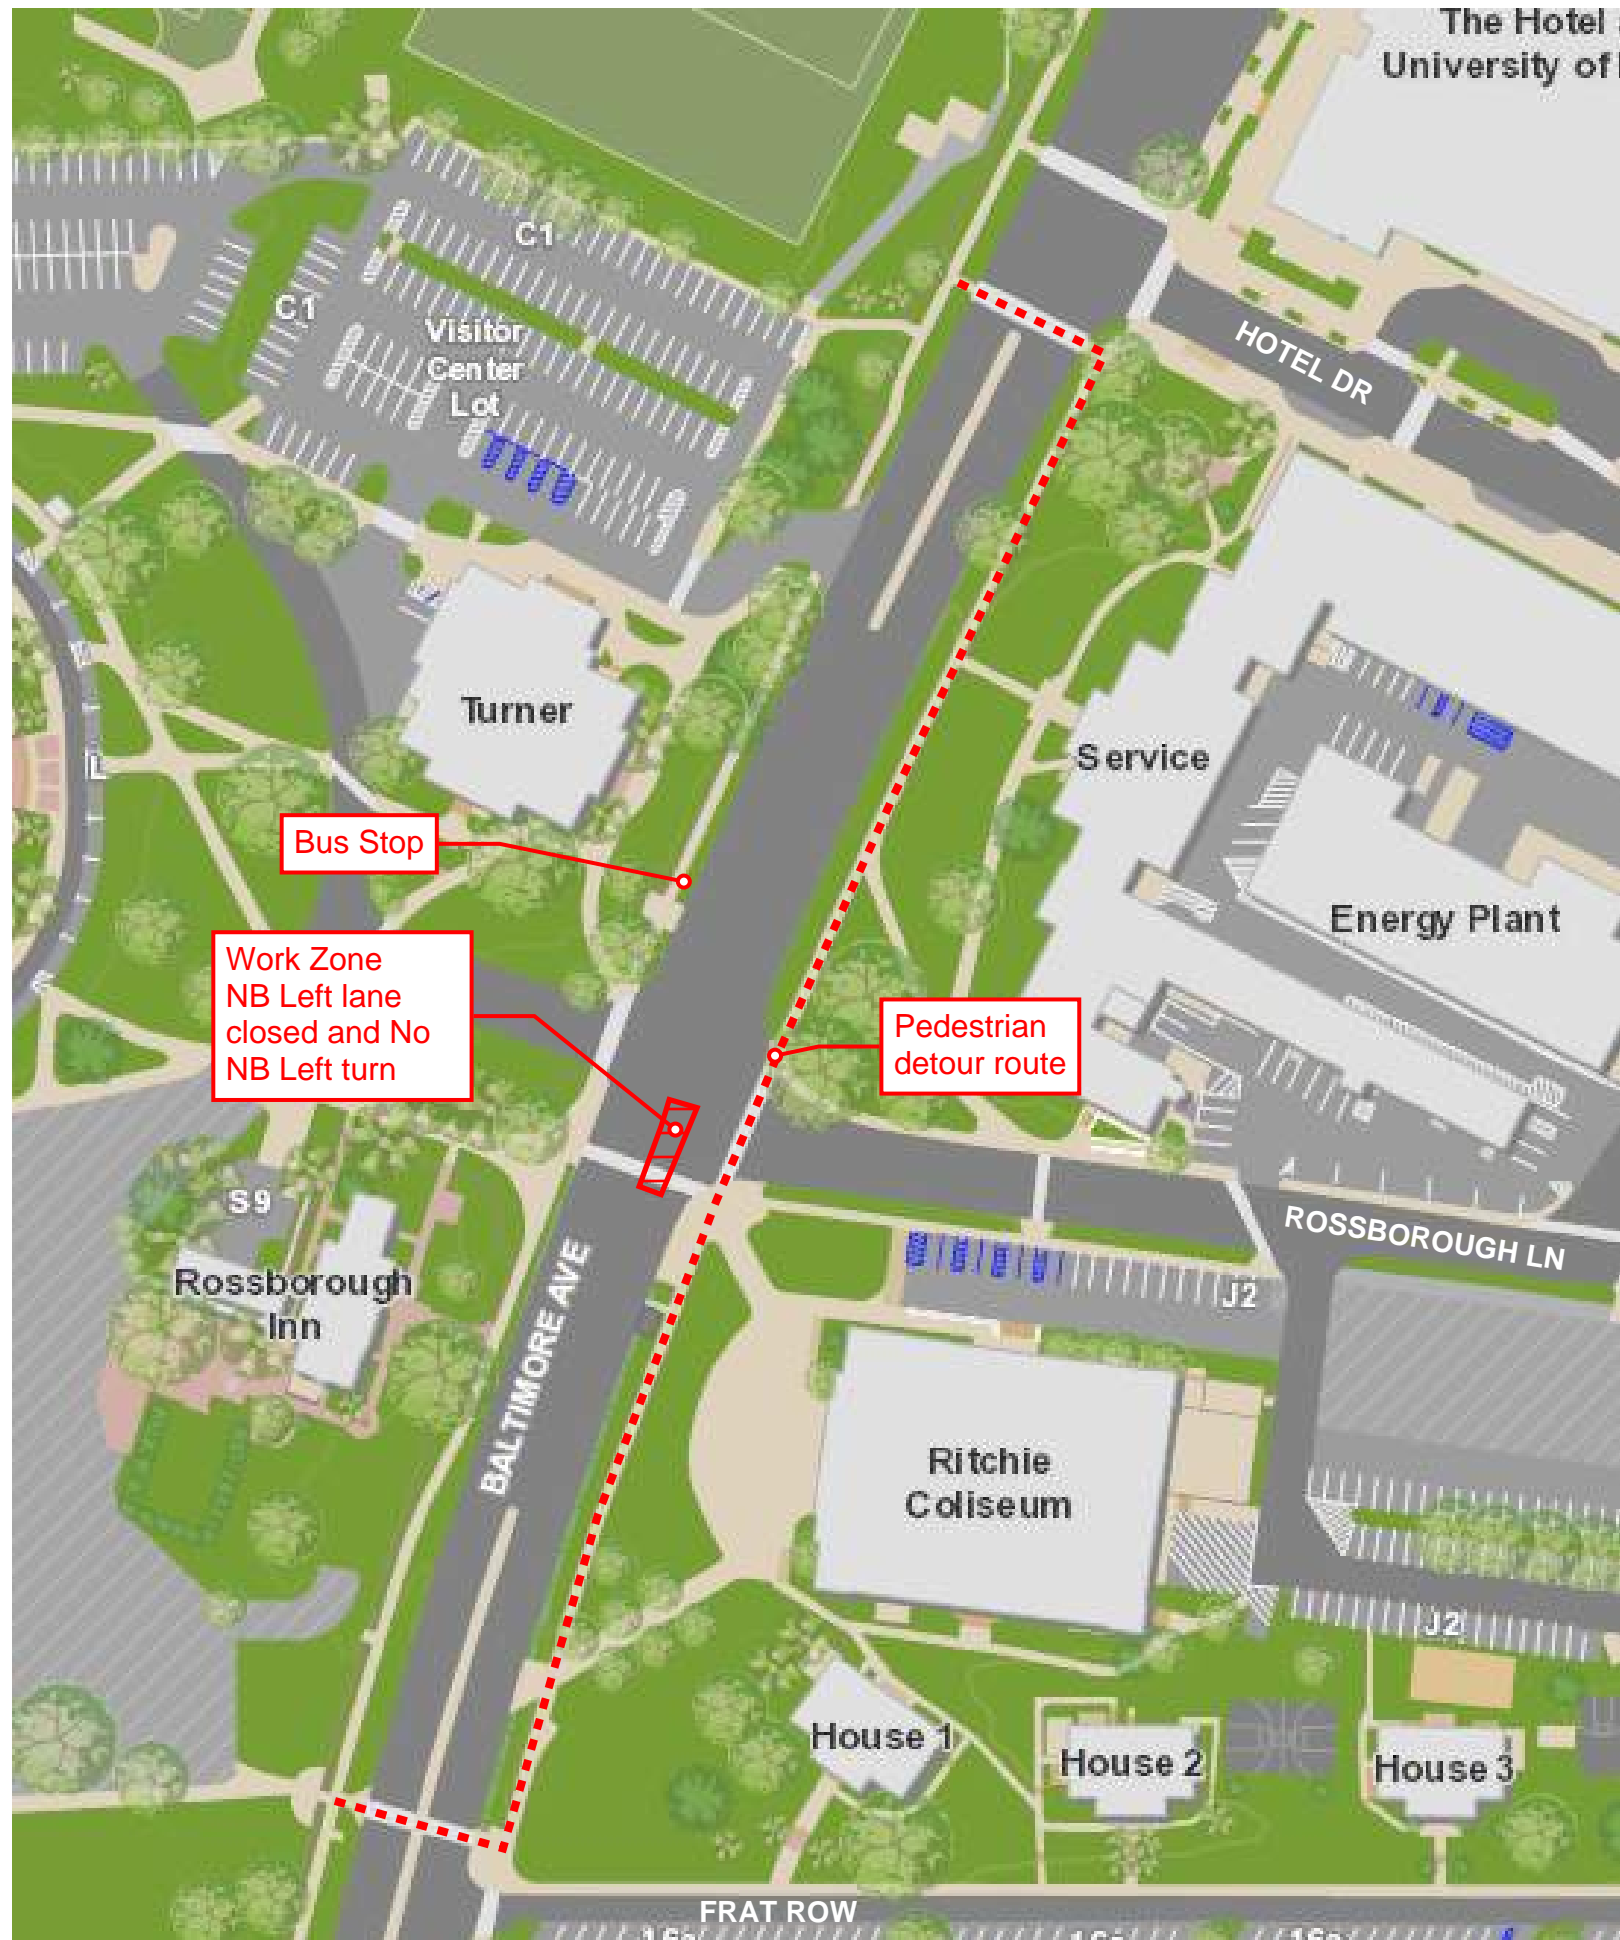 The Hotel
University of
C1
C1
Visitor
Center
Lot
HOTEL DR
Turner
Service
Bus Stop
Energy Plant
Work Zone
NB Left lane
closed and No
NB Left turn
Pedestrian
detour route
S9
ROSSBOROUGH LN
Rossborough
Inn
J2
BALTIMORE AVE
Ritchie
Coliseum
J2
House 1
House 2
House 3
FRAT ROW